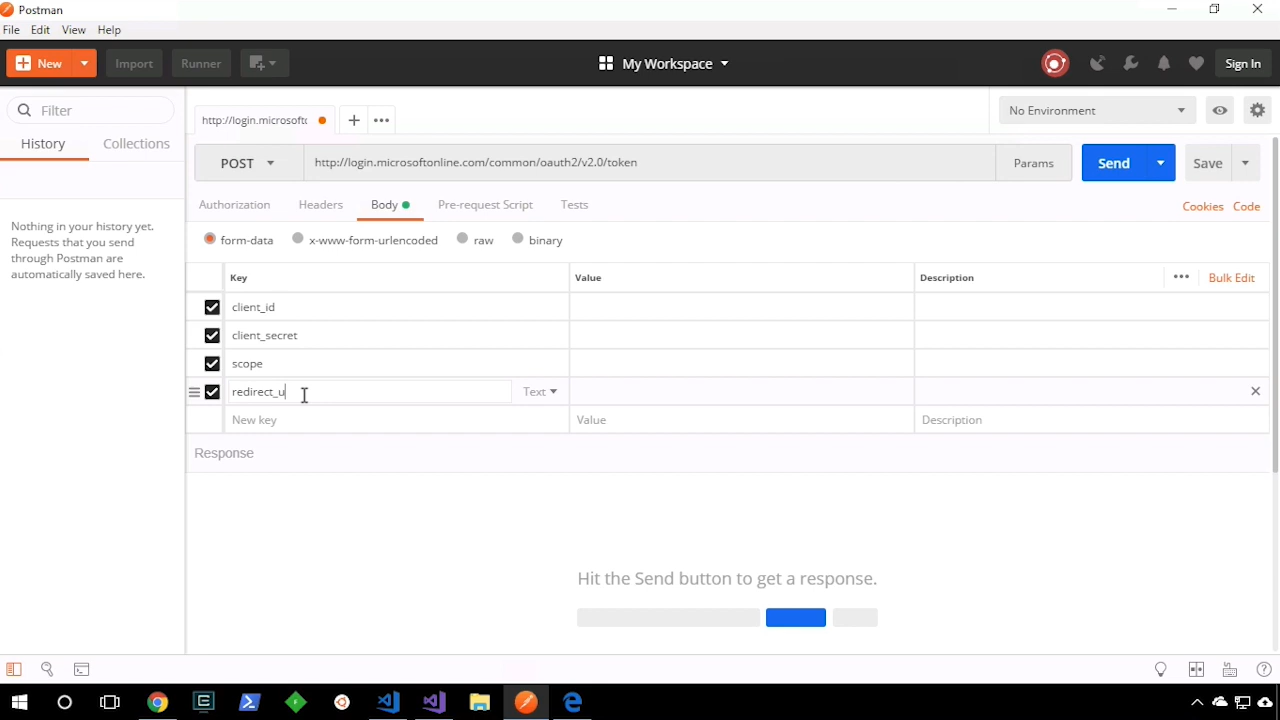 Postman
File Edit View Help
New Import Runner My Workspace Sign In
Filter
History Collections
Nothing in your history yet.
Requests that you send
through Postman are
automatically saved here.
http://login.microsofto
No Environment
POST http://login.microsoftonline.com/common/oauth2/v2.0/token Params Send Save
Authorization Headers Body Pre-request Script Tests Cookies Code
form-data x-www-form-urlencoded raw binary
Key Value Description Bulk Edit
client_id
client_secret
scope
redirect_u Text
New key Value Description
Response
Hit the Send button to get a response.